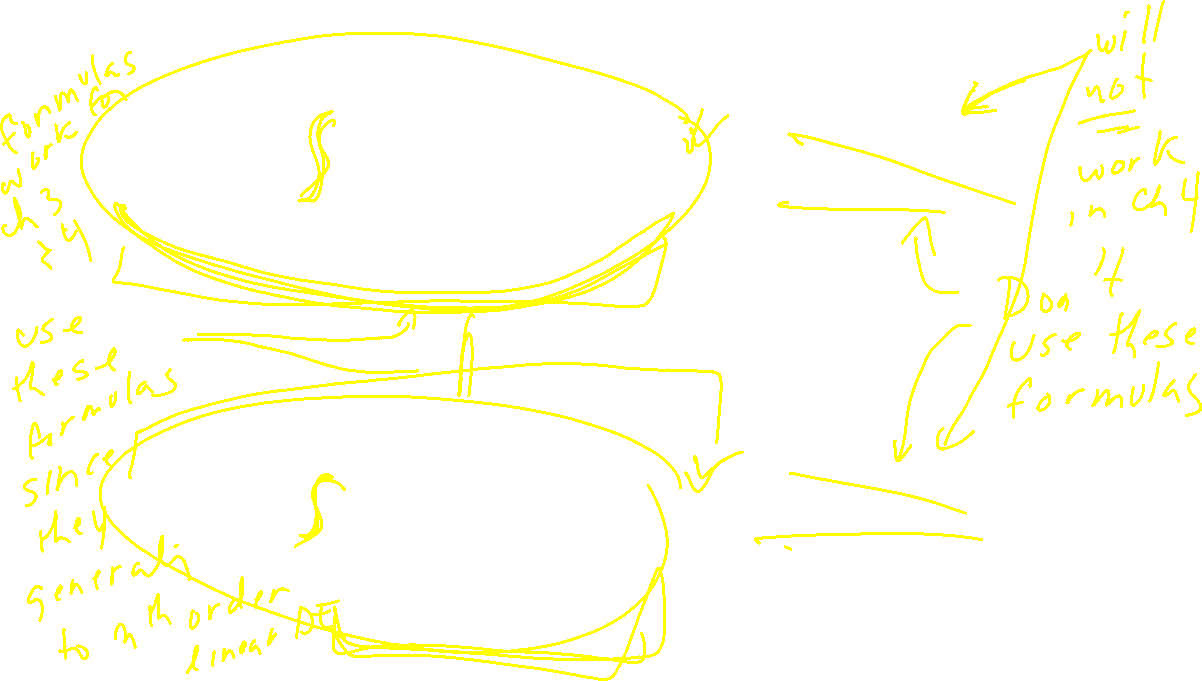 formulas
work for
ch 3
& 4
∫
will
not
work
in ch 4
use
these
formulas
since
they
generaliz
to nth order
linear DE
∫
Don't
use these
formulas